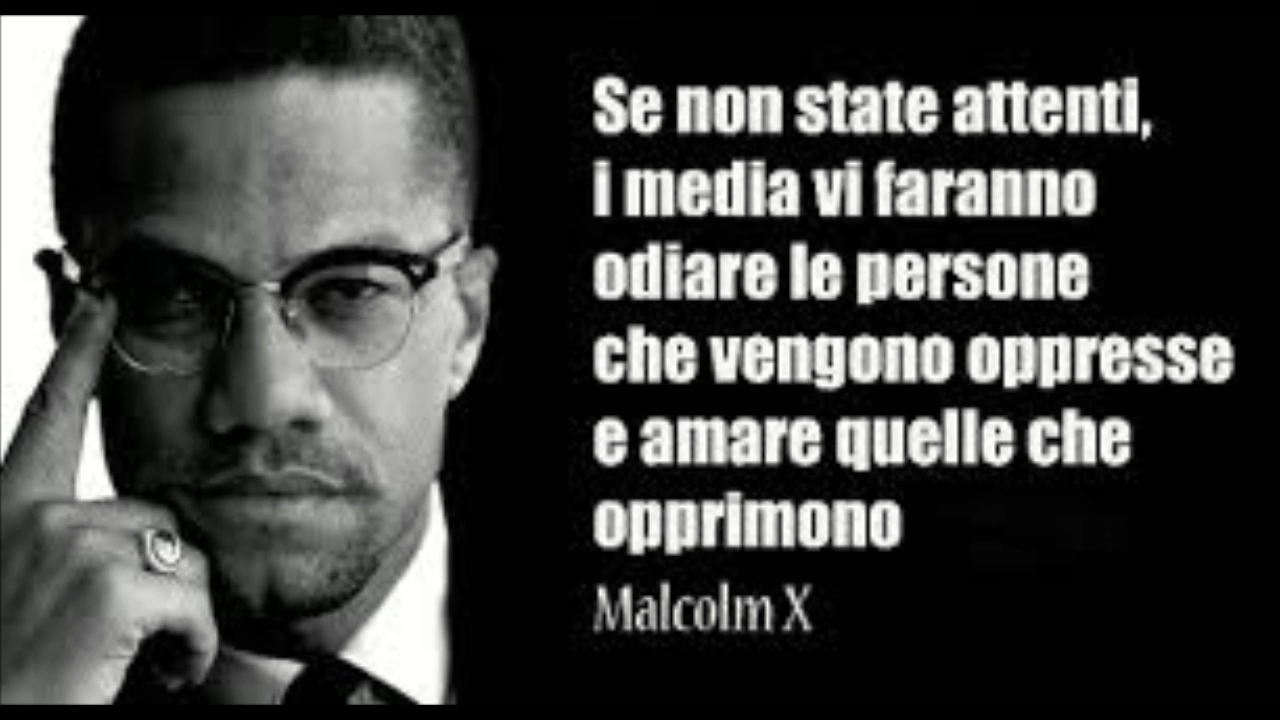 Se non state attenti,
i media vi faranno
odiare le persone
che vengono oppresse
e amare quelle che
opprimono
Malcolm X